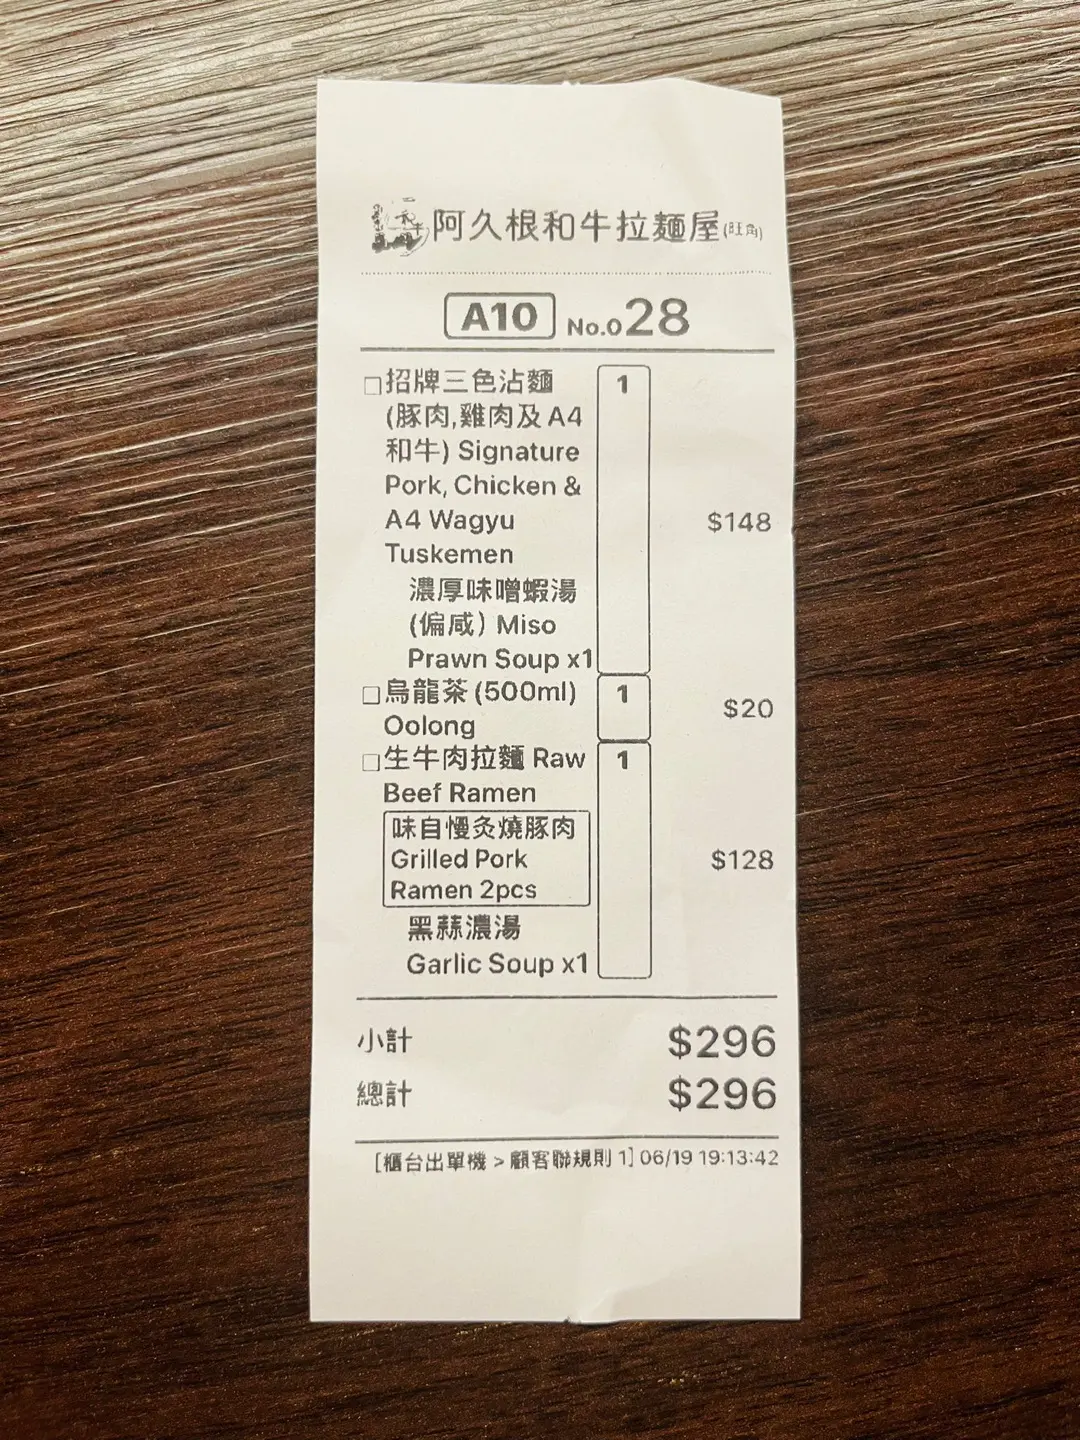 阿久根和牛拉麵屋(旺角)
A10 No.028
□招牌三色沾麵 1
(豚肉,雞肉及A4
和牛) Signature
Pork, Chicken &
A4 Wagyu $148
Tuskemen
濃厚味噌蝦湯
(偏咸) Miso
Prawn Soup x1
□烏龍茶 (500ml) 1 $20
Oolong
□生牛肉拉麵 Raw 1
Beef Ramen
味自慢灸燒豚肉
Grilled Pork $128
Ramen 2pcs
黑蒜濃湯
Garlic Soup x1
小計 $296
總計 $296
[櫃台出單機 > 顧客聯規則 1] 06/19 19:13:42